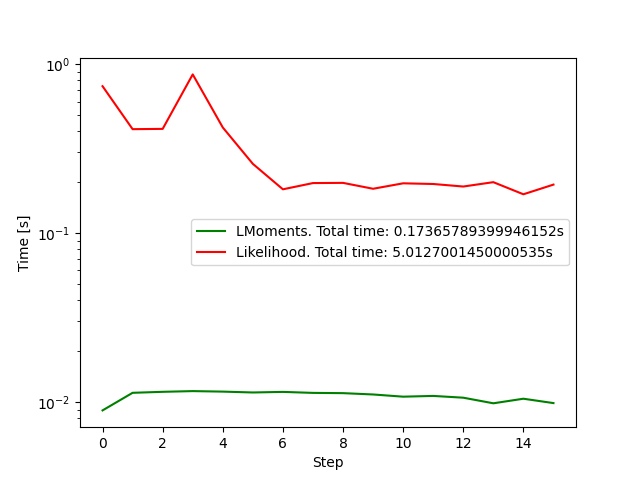 10⁰
10⁻¹
10⁻²
Time [s]
LMoments. Total time: 0.17365789399946152s
Likelihood. Total time: 5.0127001450000535s
0 2 4 6 8 10 12 14
Step